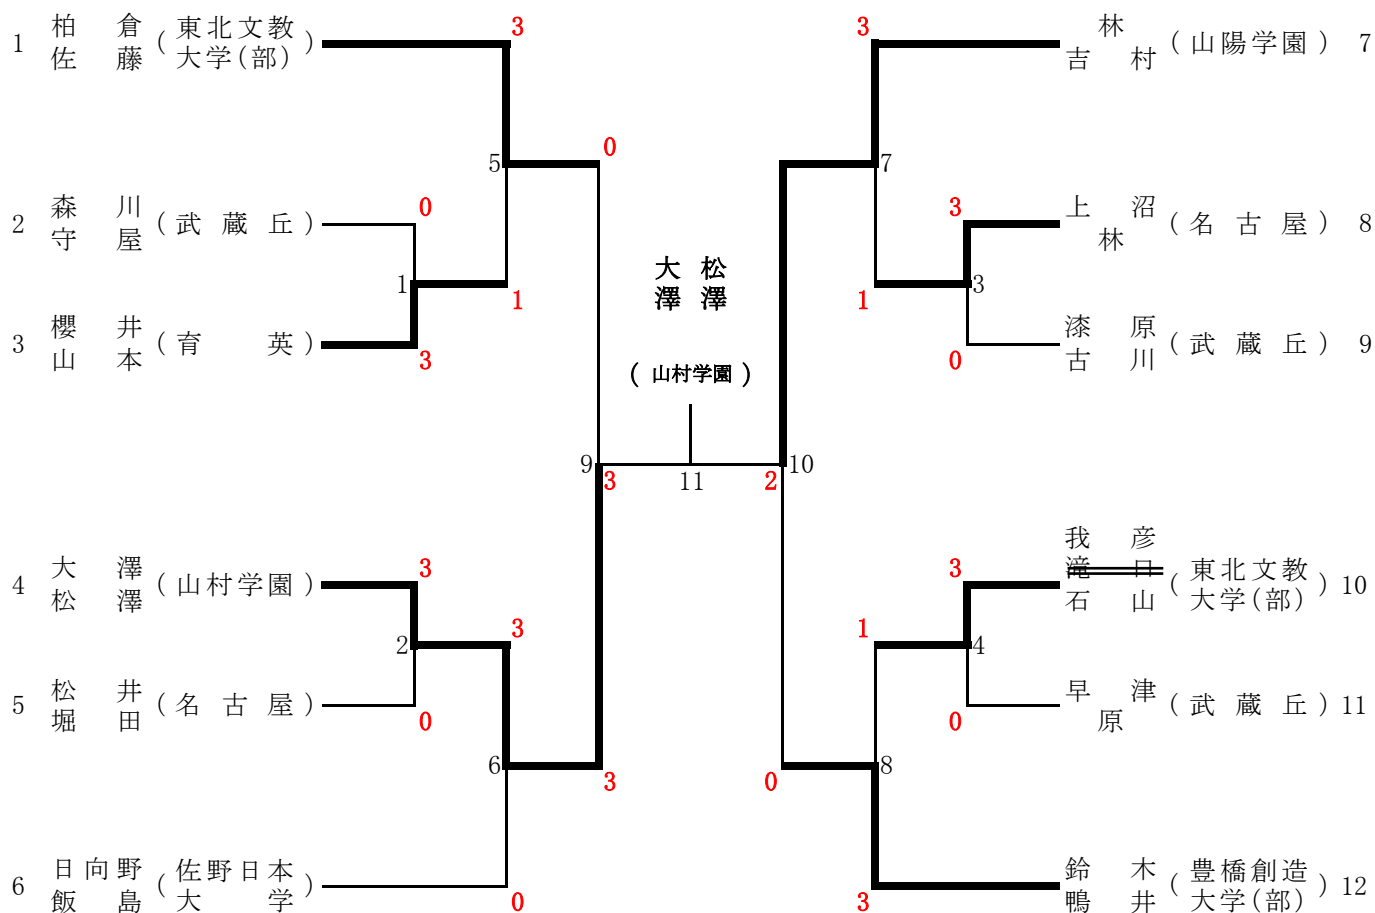 1 柏倉 佐藤 (東北文教大学(部))
2 森川 守屋 (武蔵丘)
3 櫻井 山本 (育英)
4 大澤 松澤 (山村学園)
5 松井 堀田 (名古屋)
6 日向野 飯島 (佐野日本大学)
3
5
0
0
1
1
3
9
3
3
2
3
0
6
3
0
大松
澤澤
(山村学園)
11
2
10
3
7
3
1
3
0
3
1
4
0
8
0
3
林 吉村 (山陽学園) 7
上沼 林 (名古屋) 8
漆原 古川 (武蔵丘) 9
我彦 滝口 石山 (東北文教大学(部)) 10
早津 原 (武蔵丘) 11
鈴木 鴨井 (豊橋創造大学(部)) 12